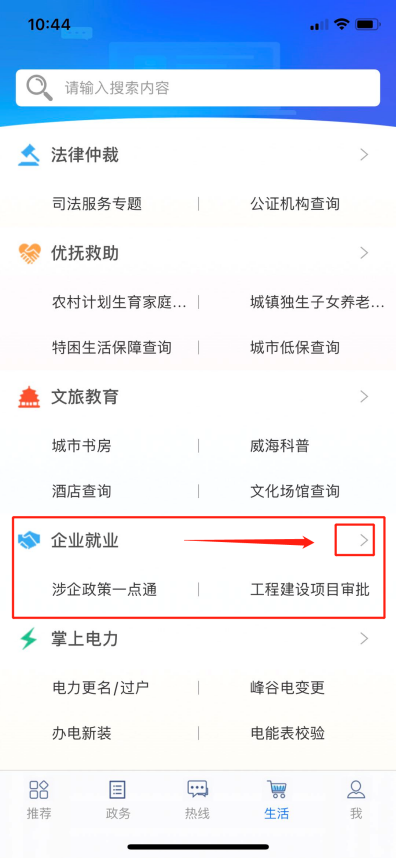 10:44
请输入搜索内容
法律仲裁
司法服务专题 | 公证机构查询
优抚救助
农村计划生育家庭... | 城镇独生子女养老...
特困生活保障查询 | 城市低保查询
文旅教育
城市书房 | 威海科普
酒店查询 | 文化场馆查询
企业就业
涉企政策一点通 | 工程建设项目审批
掌上电力
电力更名/过户 | 峰谷电变更
办电新装 | 电能表校验
推荐 政务 热线 生活 我